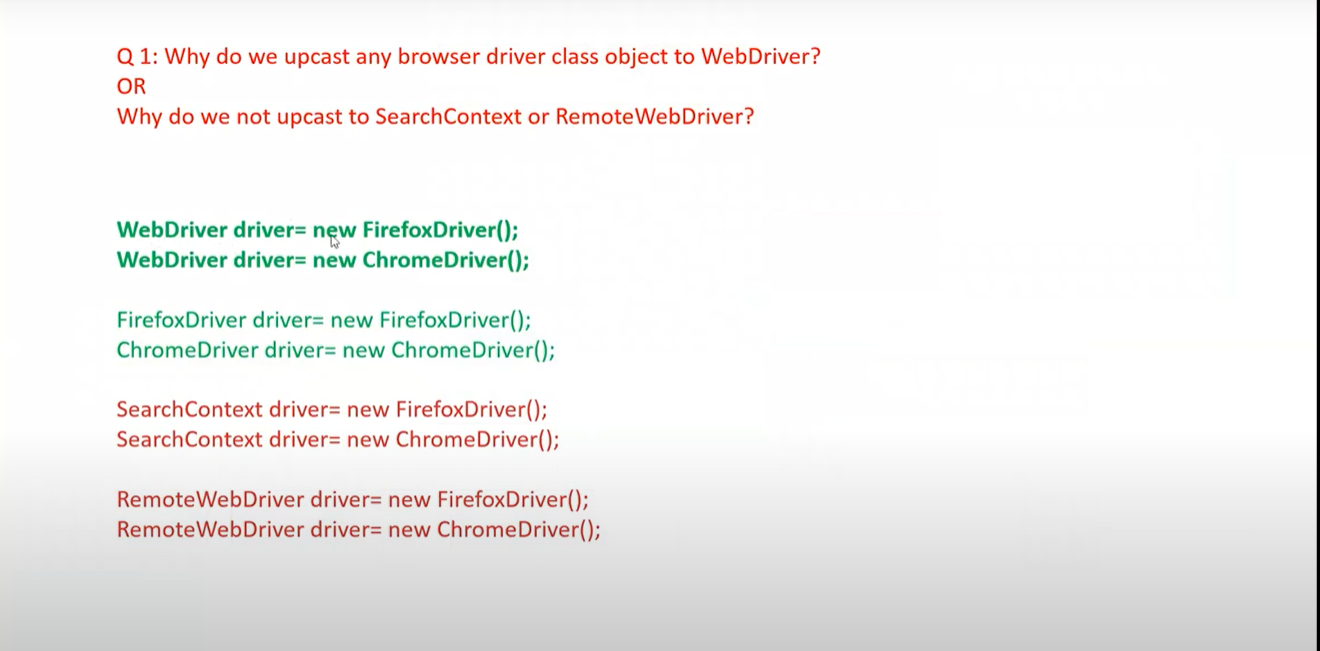 Q 1: Why do we upcast any browser driver class object to WebDriver?
OR
Why do we not upcast to SearchContext or RemoteWebDriver?
WebDriver driver= new FirefoxDriver();
WebDriver driver= new ChromeDriver();
FirefoxDriver driver= new FirefoxDriver();
ChromeDriver driver= new ChromeDriver();
SearchContext driver= new FirefoxDriver();
SearchContext driver= new ChromeDriver();
RemoteWebDriver driver= new FirefoxDriver();
RemoteWebDriver driver= new ChromeDriver();